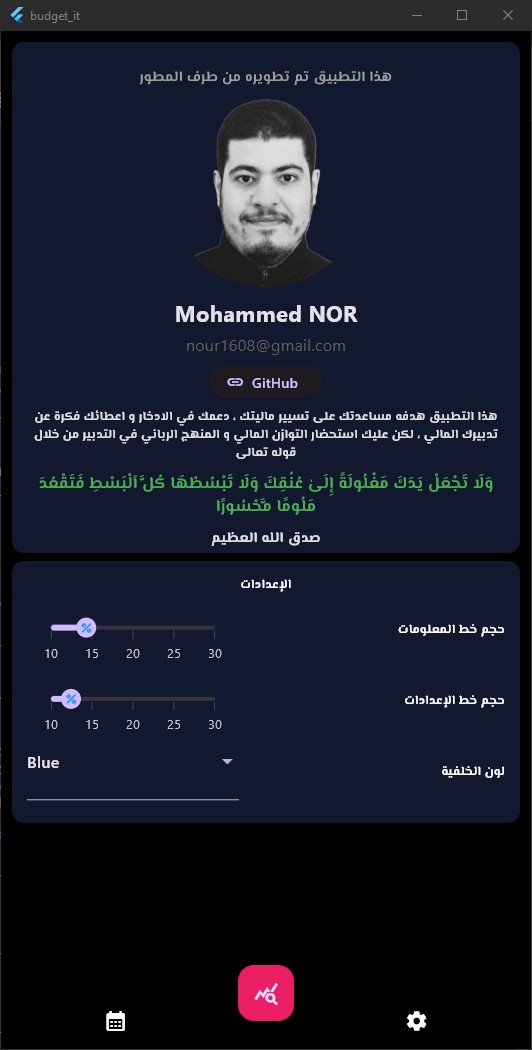 budget_it
هذا التطبيق تم تطويره من طرف المطور
Mohammed NOR
nour1608@gmail.com
GitHub
هذا التطبيق هدفه مساعدتك على تسيير ماليتك ، دعمك في الادخار و اعطائك فكرة عن
تدبيرك المالي ، لكن عليك استحضار التوازن المالي و المنهج الرباني في التدبير من خلال
قوله تعالى
وَلَا تَجْعَلْ يَدَكَ مَغْلُولَةً إِلَىٰ عُنُقِكَ وَلَا تَبْسُطْهَا كُلَّ ٱلْبَسْطِ فَتَقْعُدَ
مَلُومًا مَّحْسُورًا
صدق الله العظيم
الإعدادات
حجم خط المعلومات
%
10 15 20 25 30
حجم خط الإعدادات
%
10 15 20 25 30
لون الخلفية
Blue